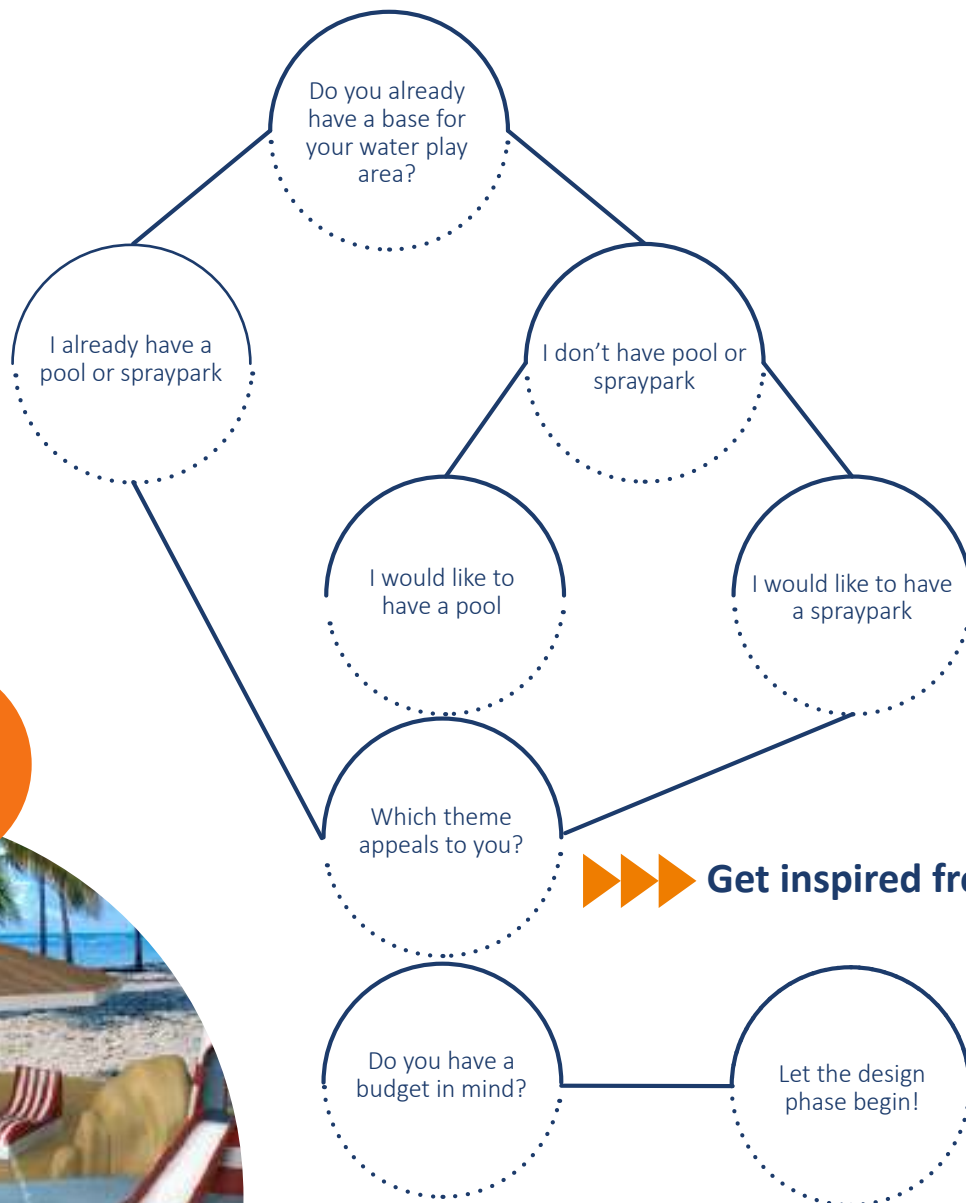 Do you already
have a base for
your water play
area?
I already have a
pool or spraypark
I don’t have pool or
spraypark
I would like to
have a pool
I would like to have
a spraypark
Which theme
appeals to you?
Get inspired
Do you have a
budget in mind?
Let the design
phase begin!